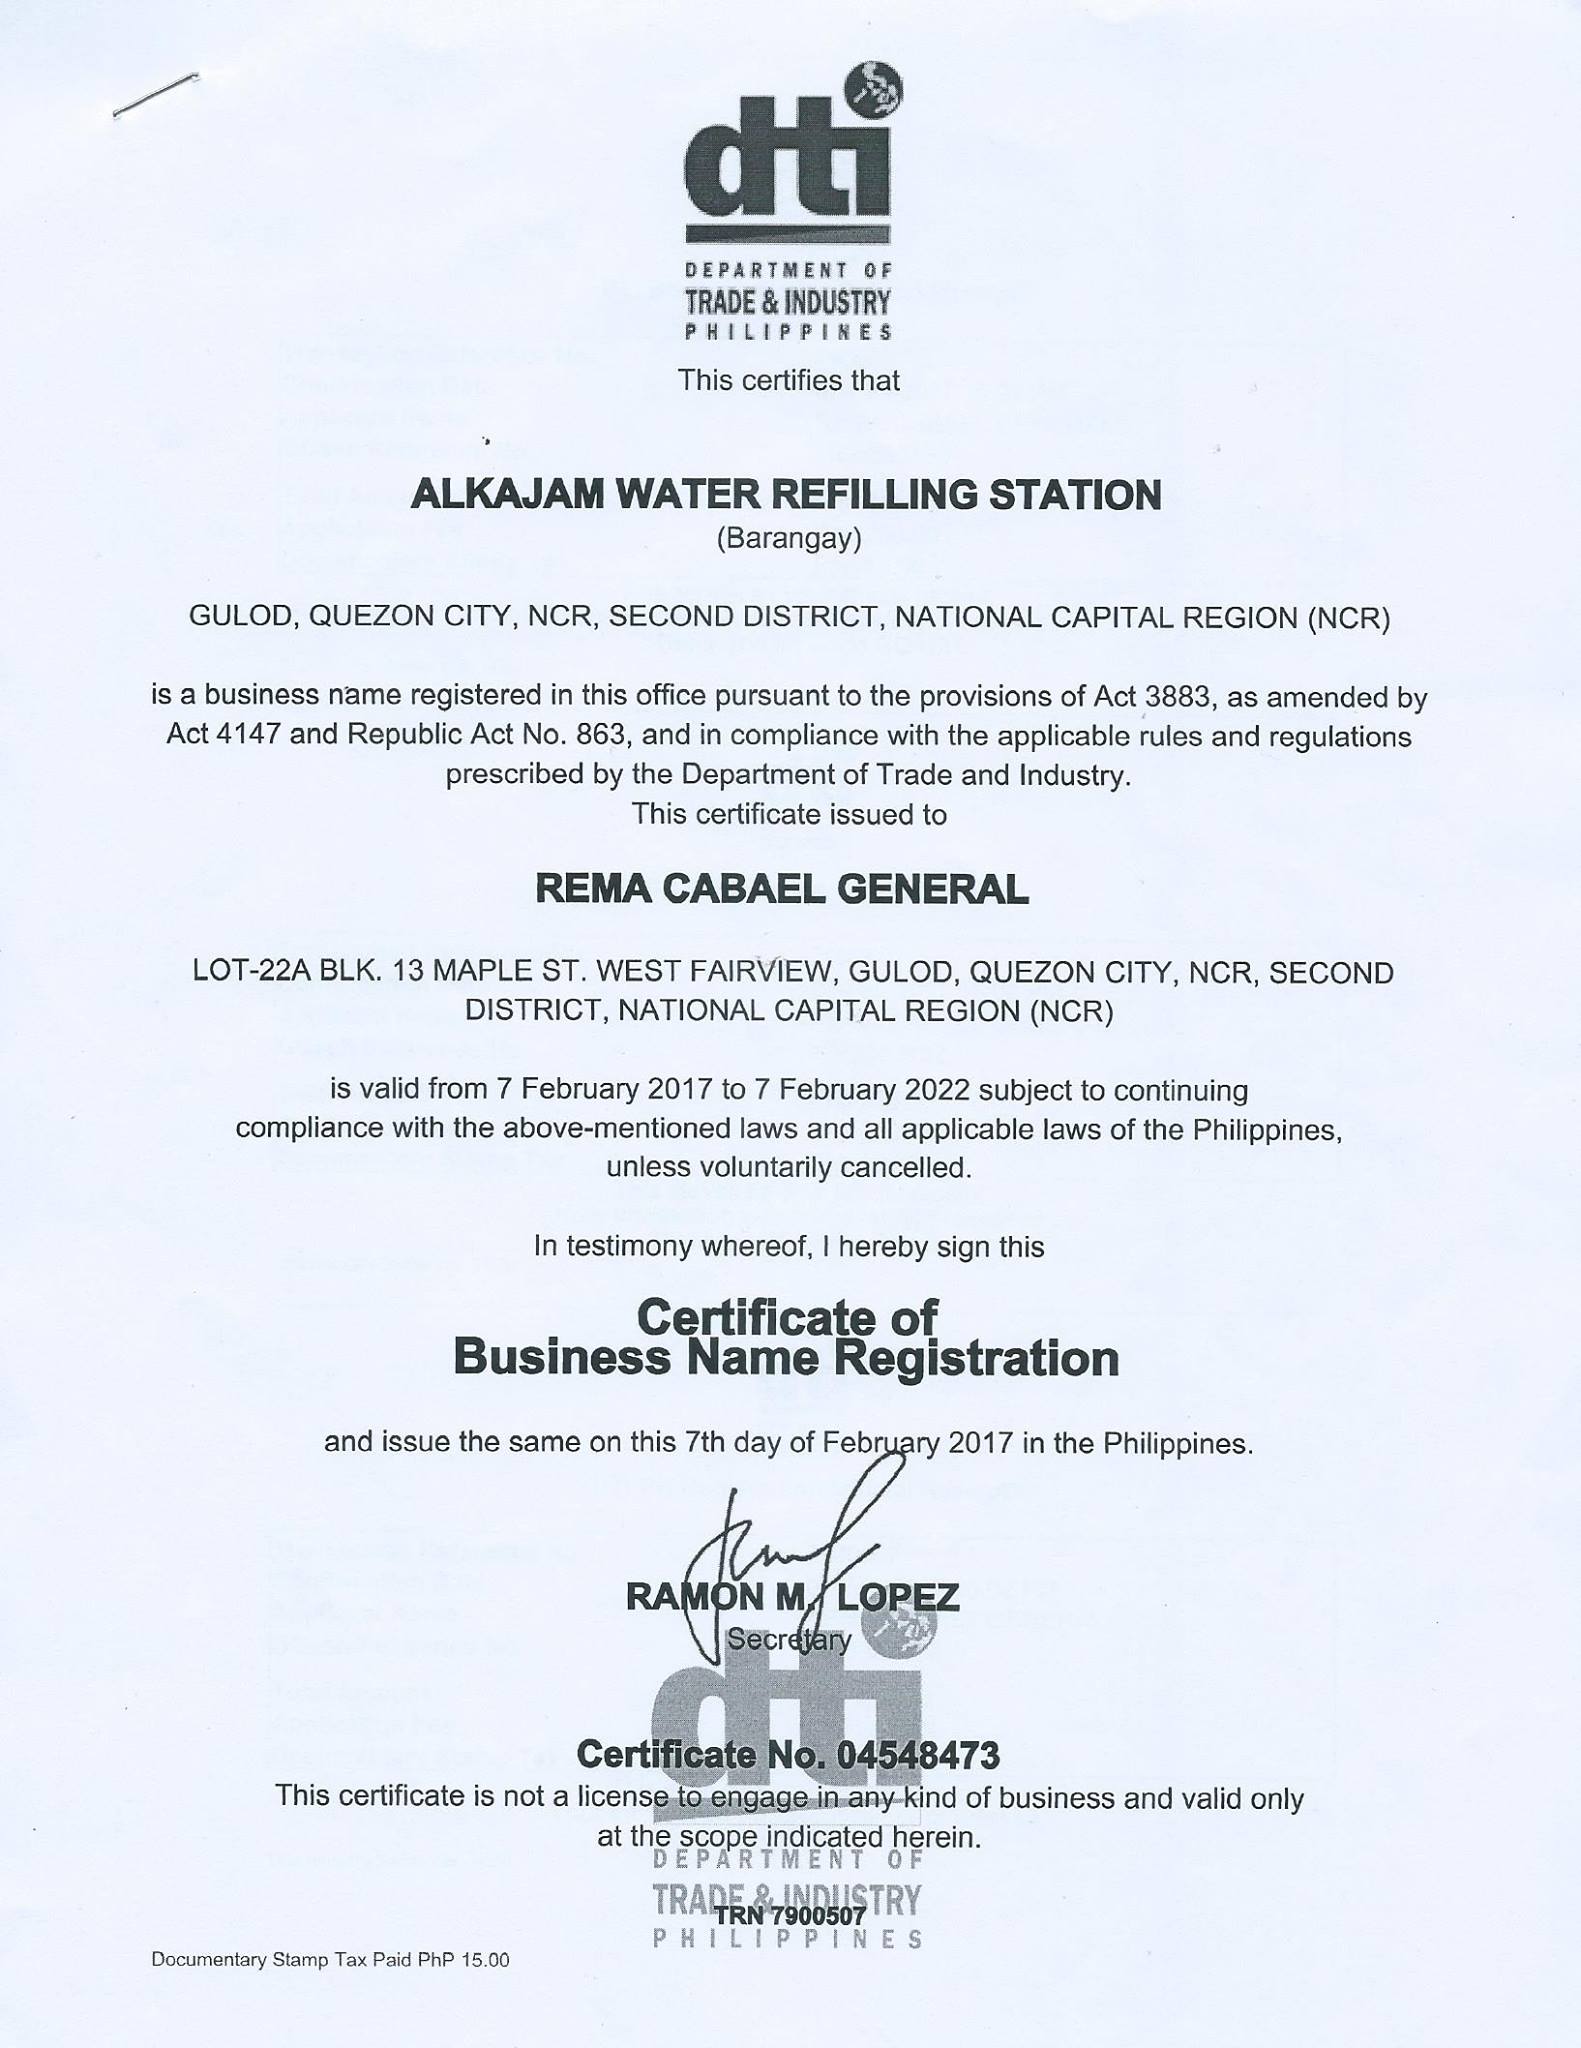 dti
DEPARTMENT OF
TRADE & INDUSTRY
PHILIPPINES
This certifies that
ALKAJAM WATER REFILLING STATION
(Barangay)
GULOD, QUEZON CITY, NCR, SECOND DISTRICT, NATIONAL CAPITAL REGION (NCR)
is a business name registered in this office pursuant to the provisions of Act 3883, as amended by
Act 4147 and Republic Act No. 863, and in compliance with the applicable rules and regulations
prescribed by the Department of Trade and Industry.
This certificate issued to
REMA CABAEL GENERAL
LOT-22A BLK. 13 MAPLE ST. WEST FAIRVIEW, GULOD, QUEZON CITY, NCR, SECOND
DISTRICT, NATIONAL CAPITAL REGION (NCR)
is valid from 7 February 2017 to 7 February 2022 subject to continuing
compliance with the above-mentioned laws and all applicable laws of the Philippines,
unless voluntarily cancelled.
In testimony whereof, I hereby sign this
Certificate of
Business Name Registration
and issue the same on this 7th day of February 2017 in the Philippines.
RAMON M. LOPEZ
Secretary
dti
Certificate No. 04548473
This certificate is not a license to engage in any kind of business and valid only
at the scope indicated herein.
DEPARTMENT OF
TRADE & INDUSTRY
TRN 7900507
PHILIPPINES
Documentary Stamp Tax Paid PhP 15.00